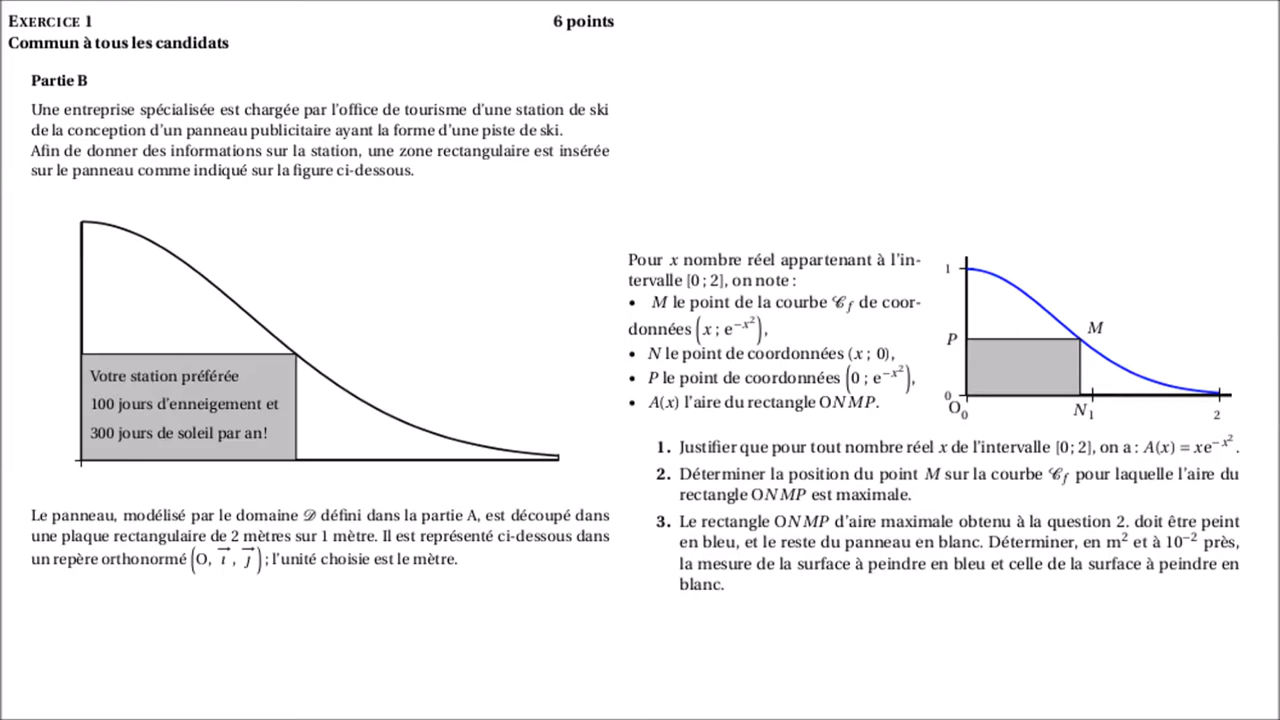 EXERCICE 1 6 points
Commun à tous les candidats
Partie B
Une entreprise spécialisée est chargée par l'office de tourisme d'une station de ski
de la conception d'un panneau publicitaire ayant la forme d'une piste de ski.
Afin de donner des informations sur la station, une zone rectangulaire est insérée
sur le panneau comme indiqué sur la figure ci-dessous.
Votre station préférée
100 jours d'enneigement et
300 jours de soleil par an!
Le panneau, modélisé par le domaine 𝒟 défini dans la partie A, est découpé dans
une plaque rectangulaire de 2 mètres sur 1 mètre. Il est représenté ci-dessous dans
un repère orthonormé (O, ı⃗, ȷ⃗) ; l'unité choisie est le mètre.
Pour x nombre réel appartenant à l'in-
tervalle [0 ; 2], on note :
• M le point de la courbe 𝒞f de coor-
données (x ; e^{-x²}),
• N le point de coordonnées (x ; 0),
• P le point de coordonnées (0 ; e^{-x²}),
• A(x) l'aire du rectangle ONMP.
1
M
P
0
O 0 N 1 2
1. Justifier que pour tout nombre réel x de l'intervalle [0; 2], on a : A(x) = xe^{-x²}.
2. Déterminer la position du point M sur la courbe 𝒞f pour laquelle l'aire du
rectangle ONMP est maximale.
3. Le rectangle ONMP d'aire maximale obtenu à la question 2. doit être peint
en bleu, et le reste du panneau en blanc. Déterminer, en m² et à 10⁻² près,
la mesure de la surface à peindre en bleu et celle de la surface à peindre en
blanc.